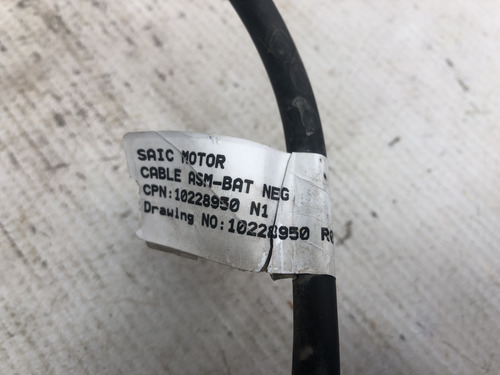 SAIC MOTOR
CABLE ASM-BAT NEG
CPN:10228950 N1
Drawing NO:10228950